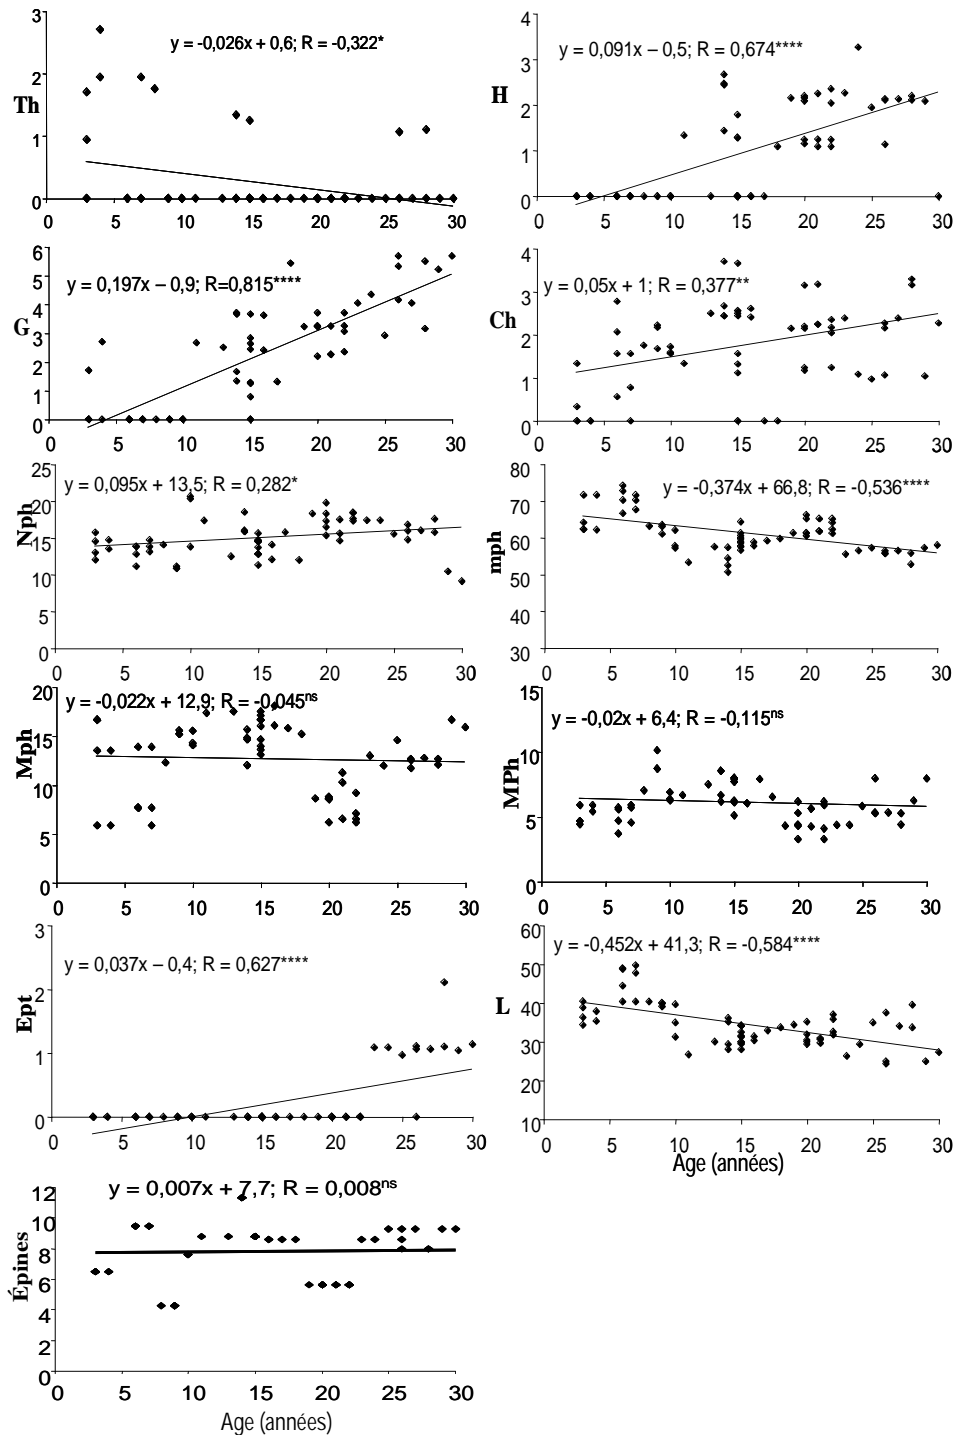 3
2
1
0
Th
y = -0,026x + 0,6; R = -0,322*
0 5 10 15 20 25 30
4
3
2
1
0
H
y = 0,091x – 0,5; R = 0,674****
0 5 10 15 20 25 30
6
5
4
3
2
1
0
G
y = 0,197x – 0,9; R=0,815****
0 5 10 15 20 25 30
4
3
2
1
0
Ch
y = 0,05x + 1; R = 0,377**
0 5 10 15 20 25 30
25
20
15
10
5
0
Nph
y = 0,095x + 13,5; R = 0,282*
0 5 10 15 20 25 30
80
70
60
50
40
30
mph
y = -0,374x + 66,8; R = -0,536****
0 5 10 15 20 25 30
20
15
10
5
0
Mph
y = -0,022x + 12,9; R = -0,045ns
0 5 10 15 20 25 30
15
10
5
0
MPh
y = -0,02x + 6,4; R = -0,115ns
0 5 10 15 20 25 30
3
2
1
0
Ept
y = 0,037x – 0,4; R = 0,627****
0 5 10 15 20 25 30
60
50
40
30
20
10
L
y = -0,452x + 41,3; R = -0,584****
0 5 10 15 20 25 30
Age (années)
12
10
8
6
4
2
0
Épines
y = 0,007x + 7,7; R = 0,008ns
0 5 10 15 20 25 30
Age (années)